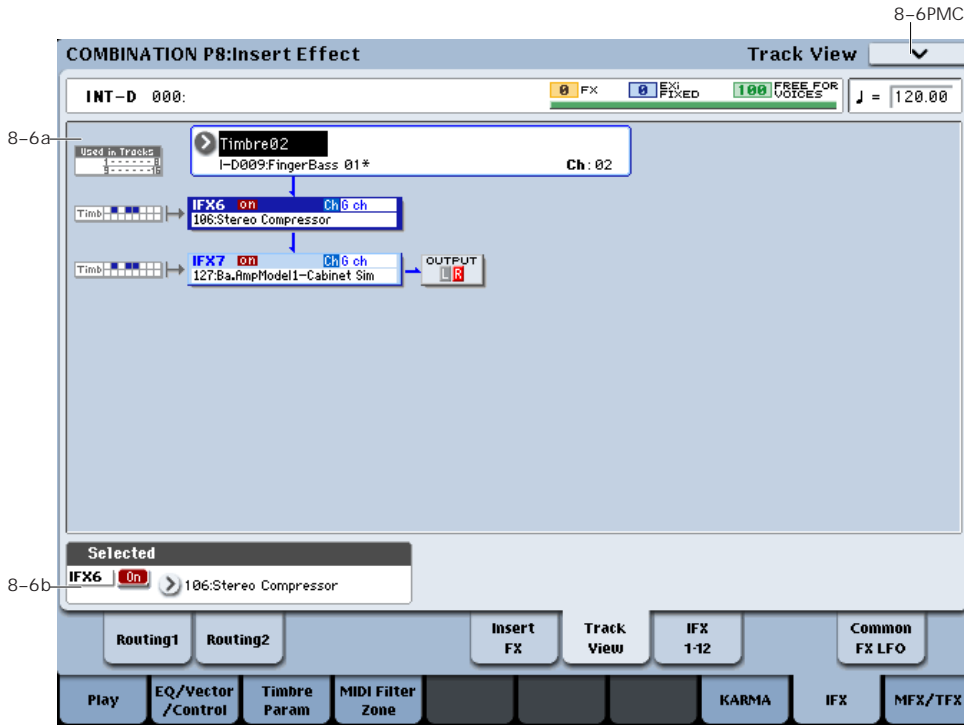 8–6PMC
COMBINATION P8:Insert Effect
Track View
INT-D 000:
0 FX
0 EXi FIXED
100 FREE FOR VOICES
♩ = 120.00
8–6a
Used in Tracks
1 - - - - - - 8
9 - - - - - - 16
Timbre02
I-D009:FingerBass 01*
Ch: 02
Timb
IFX6 on Ch G ch
106:Stereo Compressor
Timb
IFX7 on Ch G ch
127:Ba.AmpModel1-Cabinet Sim
OUTPUT
L R
Selected
8–6b
IFX6 On 106:Stereo Compressor
Routing1
Routing2
Insert
FX
Track
View
IFX
1-12
Common
FX LFO
Play
EQ/Vector
/Control
Timbre
Param
MIDI Filter
Zone
KARMA
IFX
MFX/TFX